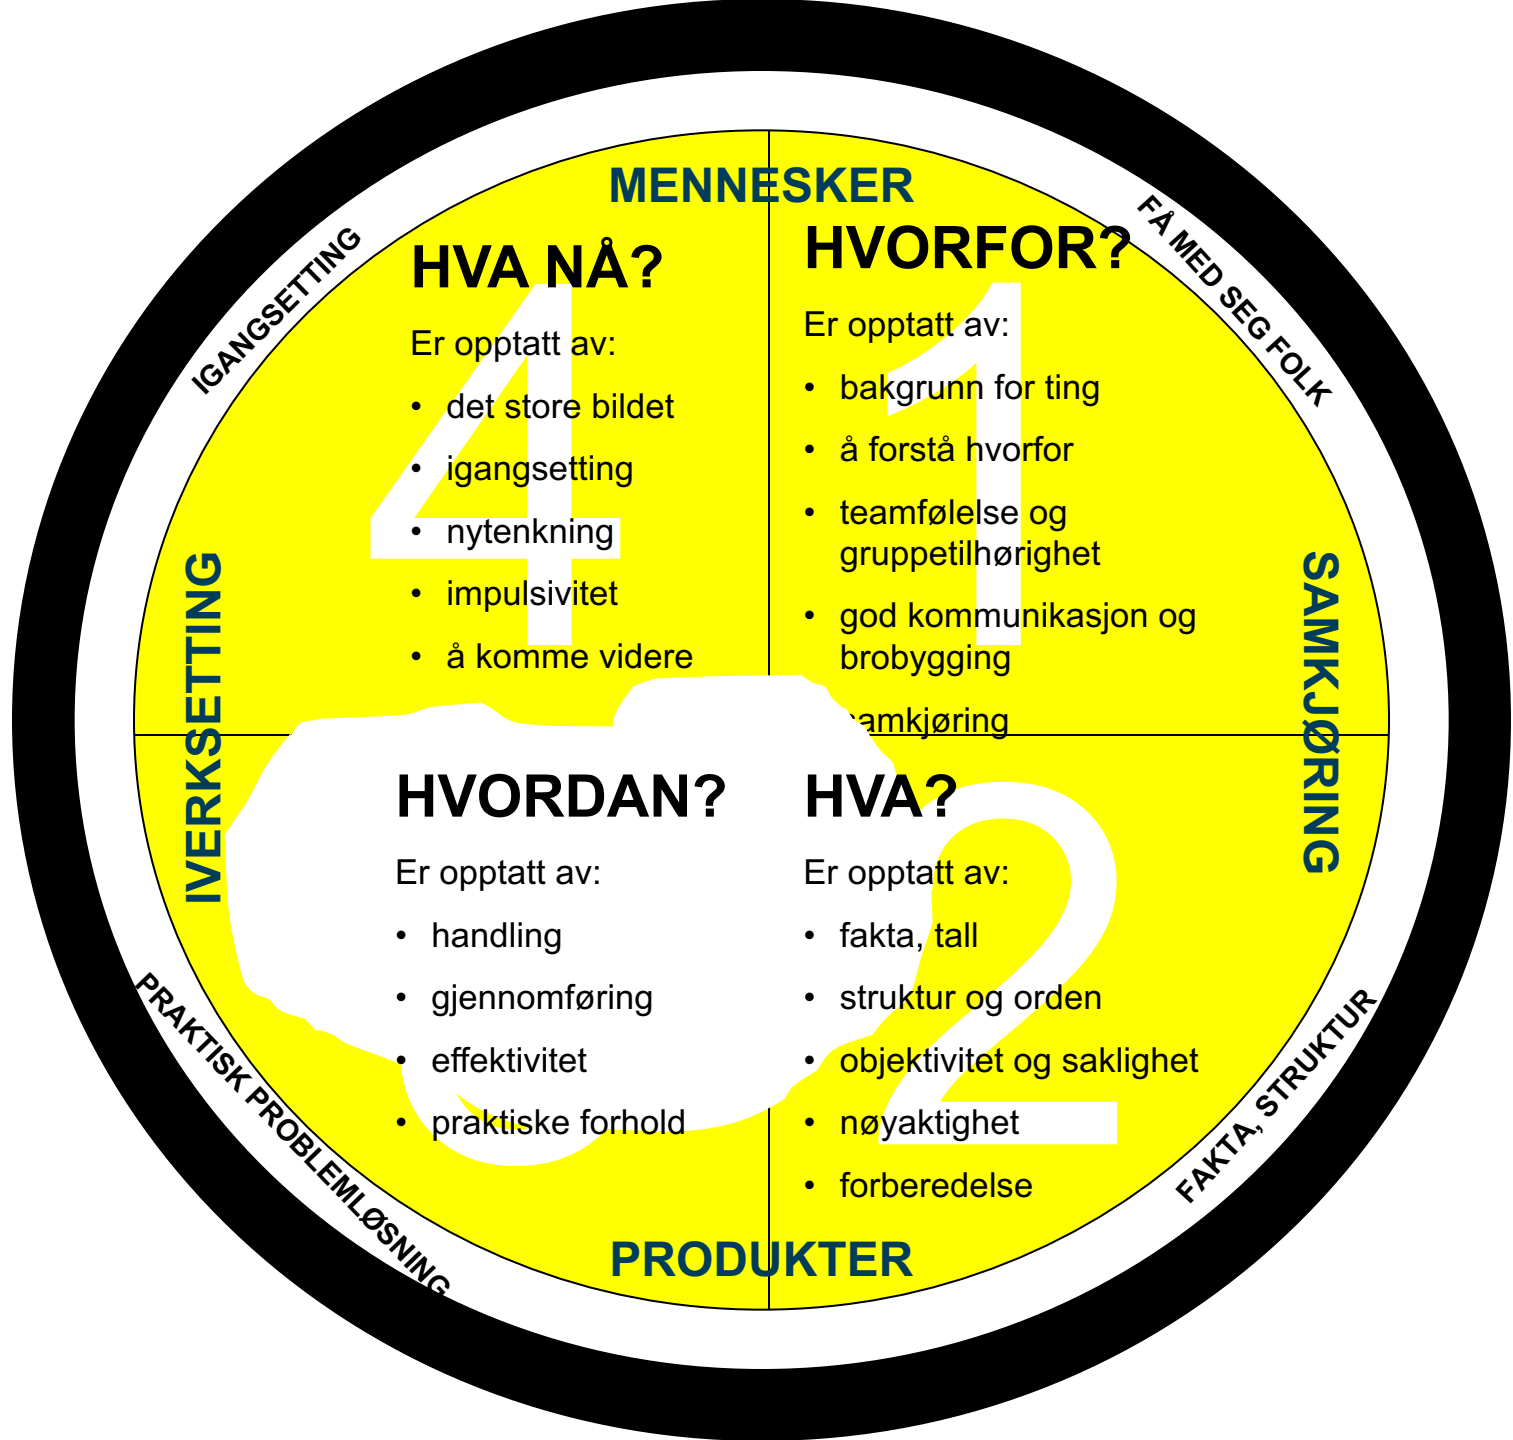 MENNESKER
IGANGSETTING
FÅ MED SEG FOLK
4
HVA NÅ?
Er opptatt av:
• det store bildet
• igangsetting
• nytenkning
• impulsivitet
• å komme videre
1
HVORFOR?
Er opptatt av:
• bakgrunn for ting
• å forstå hvorfor
• teamfølelse og
gruppetilhørighet
• god kommunikasjon og
brobygging
samkjøring
IVERKSETTING
SAMKJØRING
HVORDAN?
Er opptatt av:
• handling
• gjennomføring
• effektivitet
• praktiske forhold
2
HVA?
Er opptatt av:
• fakta, tall
• struktur og orden
• objektivitet og saklighet
• nøyaktighet
• forberedelse
PRAKTISK PROBLEMLØSNING
FAKTA, STRUKTUR
PRODUKTER